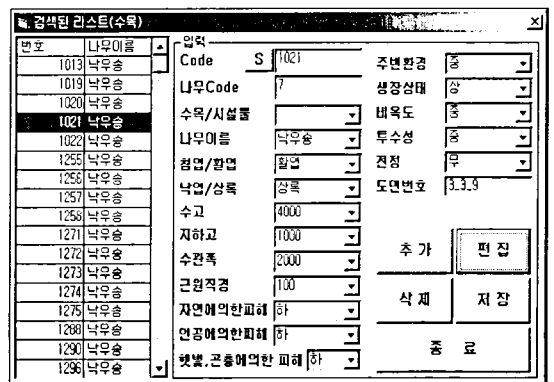 검색된 리스트(수목)
번호 나무이름
1013 낙우송
1019 낙우송
1020 낙우송
1021 낙우송
1022 낙우송
1255 낙우송
1256 낙우송
1257 낙우송
1258 낙우송
1271 낙우송
1272 낙우송
1273 낙우송
1274 낙우송
1275 낙우송
1288 낙우송
1290 낙우송
1296 낙우송
입력
Code S 1021
나무Code 7
수목/시설물
나무이름 낙우송
침엽/활엽 활엽
낙엽/상록 상록
수고 4000
지하고 1000
수관폭 2000
근원직경 100
자연에의한피해 하
인공에의한피해 하
햇빛,곤충에의한 피해 하
주변환경 중
생장상태 상
비옥도 중
투수성 중
전정 무
도면번호 3_3_9
추가 편집
삭제 저장
종료